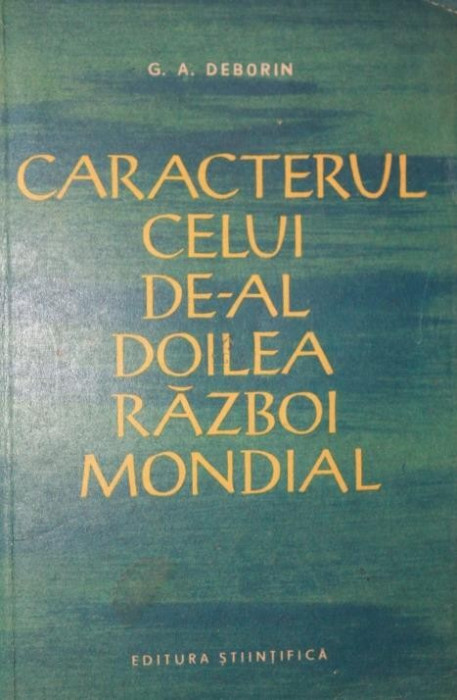 G. A. DEBORIN
CARACTERUL
CELUI
DE-AL
DOILEA
RĂZBOI
MONDIAL
EDITURA ȘTIINȚIFICĂ